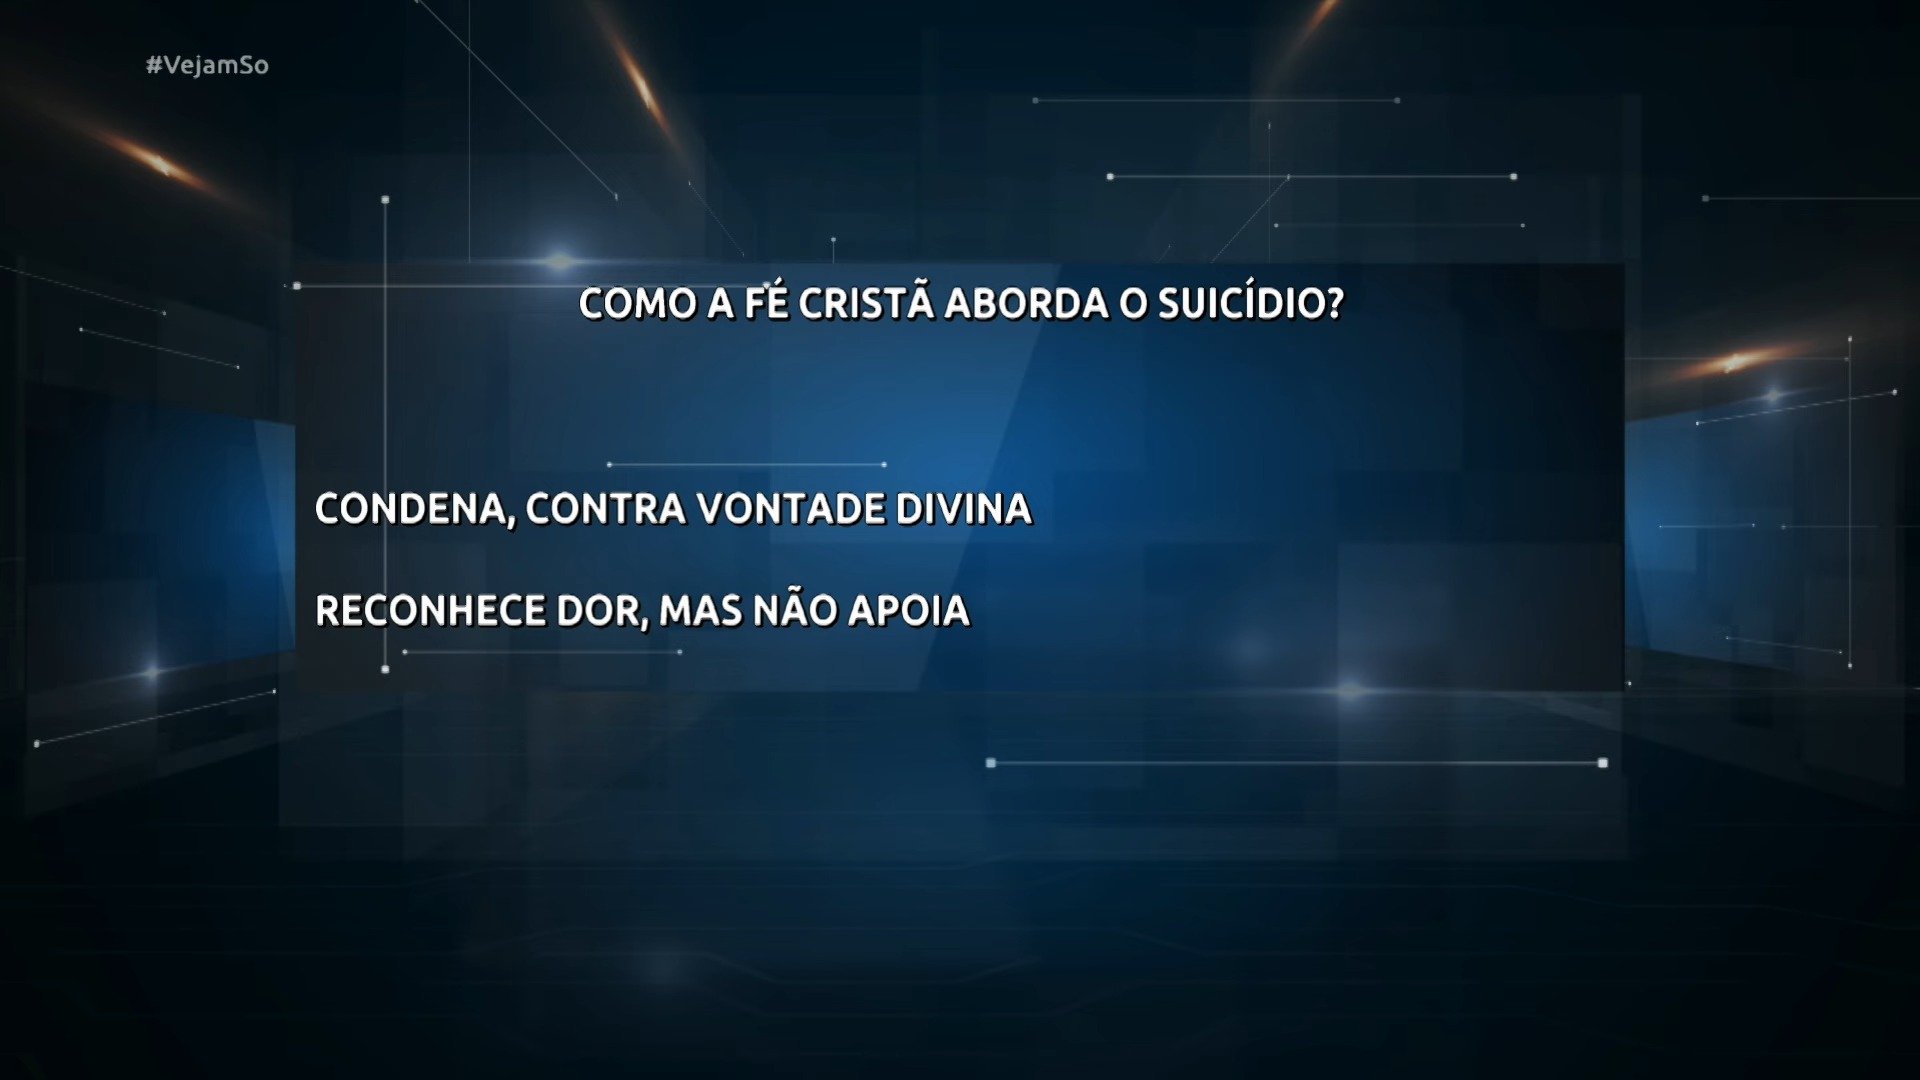 #VejamSo
COMO A FÉ CRISTÃ ABORDA O SUICÍDIO?
CONDENA, CONTRA VONTADE DIVINA
RECONHECE DOR, MAS NÃO APOIA